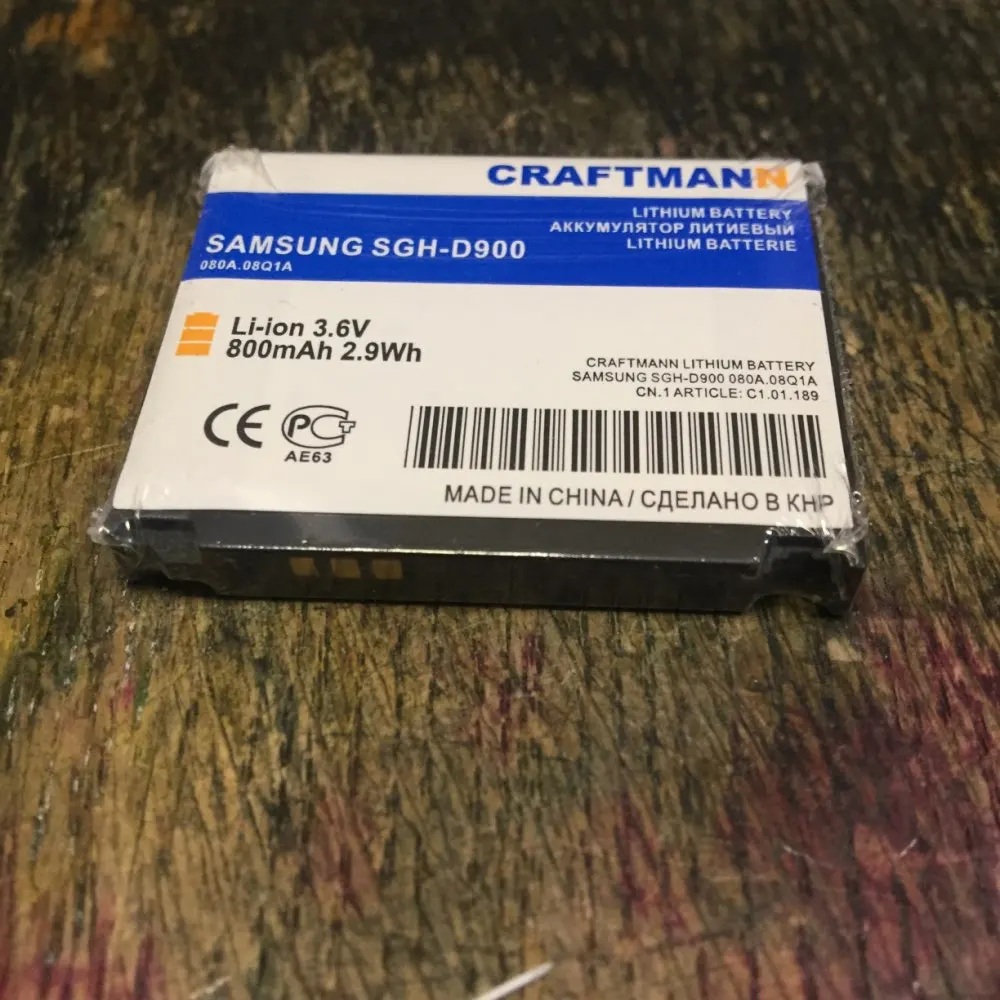 CRAFTMANN
LITHIUM BATTERY
АККУМУЛЯТОР ЛИТИЕВЫЙ
LITHIUM BATTERIE
SAMSUNG SGH-D900
080A.08Q1A
Li-ion 3.6V
800mAh 2.9Wh
CRAFTMANN LITHIUM BATTERY
SAMSUNG SGH-D900 080A.08Q1A
CN.1 ARTICLE: C1.01.189
CE PCT
AE63
MADE IN CHINA / СДЕЛАНО В КНР